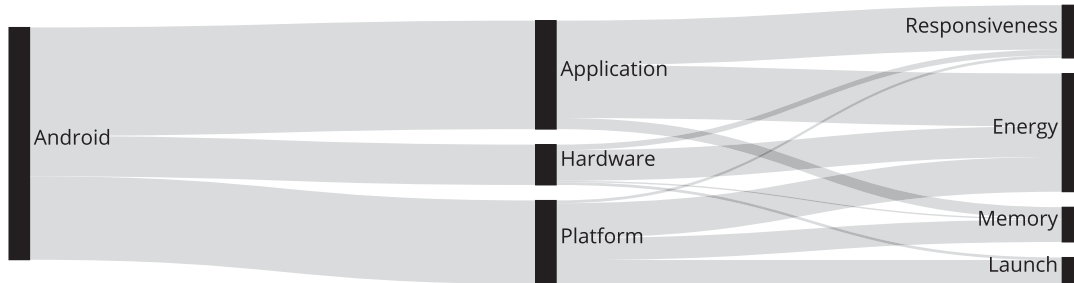 Android
Application
Hardware
Platform
Responsiveness
Energy
Memory
Launch